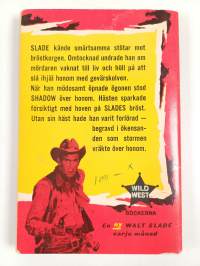 SLADE kände smärtsamma stötar mot
bröstkorgen. Omtöcknad undrade han om
mördaren vaknat till liv och höll på att
slå ihjäl honom med gevärskolven.
När han mödosamt öpnade ögonen stod
SHADOW över honom. Hästen sparkade
försiktigt med hoven på SLADES bröst.
Utan sin häst hade han varit förlorad —
begravd i ökensan-
den som stormen
vräkte över honom.
WILD
WEST
BÖCKERNA
En WALT SLADE
varje månad